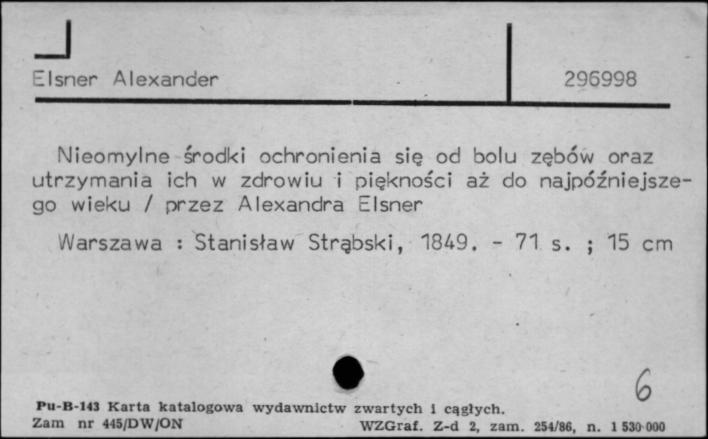 Elsner Alexander 296998
Nieomylne środki ochronienia się od bolu zębów oraz
utrzymania ich w zdrowiu i piękności aż do najpóźniejsze-
go wieku / przez Alexandra Elsner
Warszawa : Stanisław Strąbski, 1849. - 71 s. ; 15 cm
6
Pu-B-143 Karta katalogowa wydawnictw zwartych i cągłych.
Zam nr 445/DW/ON WZGraf. Z-d 2, zam. 254/86, n. 1 530 000